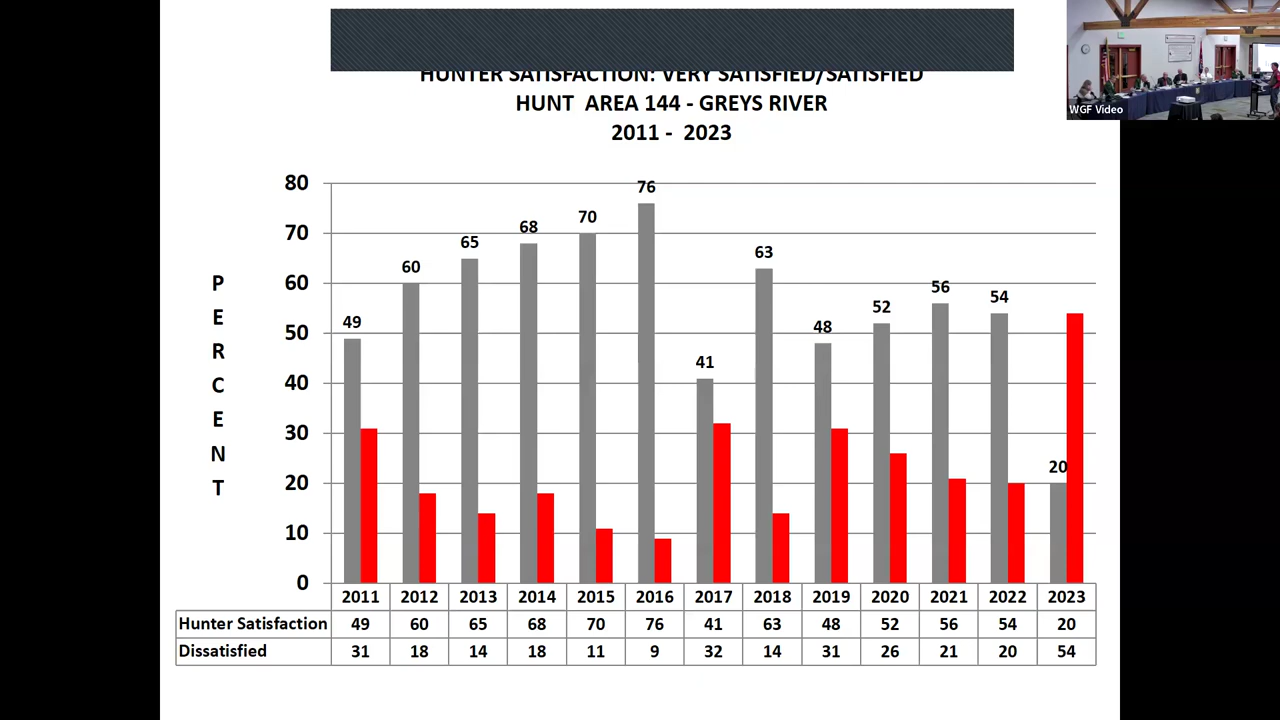 HUNTER SATISFACTION: VERY SATISFIED/SATISFIED
HUNT AREA 144 - GREYS RIVER
2011 - 2023
WGF Video
PERCENT
80
70
60
50
40
30
20
10
0
49
60
65
68
70
76
41
63
48
52
56
54
20
2011 2012 2013 2014 2015 2016 2017 2018 2019 2020 2021 2022 2023
Hunter Satisfaction 49 60 65 68 70 76 41 63 48 52 56 54 20
Dissatisfied 31 18 14 18 11 9 32 14 31 26 21 20 54